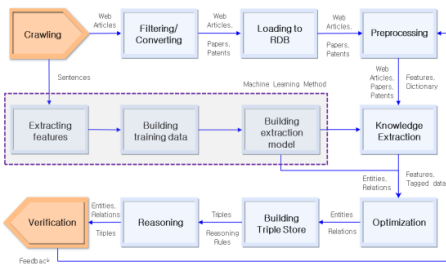 Web
Articles
Web
Articles,
Papers,
Patents
Web
Articles,
Papers,
Patents
Crawling
Filtering/
Converting
Loading to
RDB
Preprocessing
Sentences
Machine Learning Method
Web
Articles,
Papers,
Patents
Features,
Dictionary
Extracting
features
Building
training data
Building
extraction
model
Knowledge
Extraction
Entities,
Relations
Features,
Tagged data
Verification
Entities,
Relations
Triples
Reasoning
Triples
Reasoning
Rules
Building
Triple Store
Entities
Relations
Optimization
Feedback